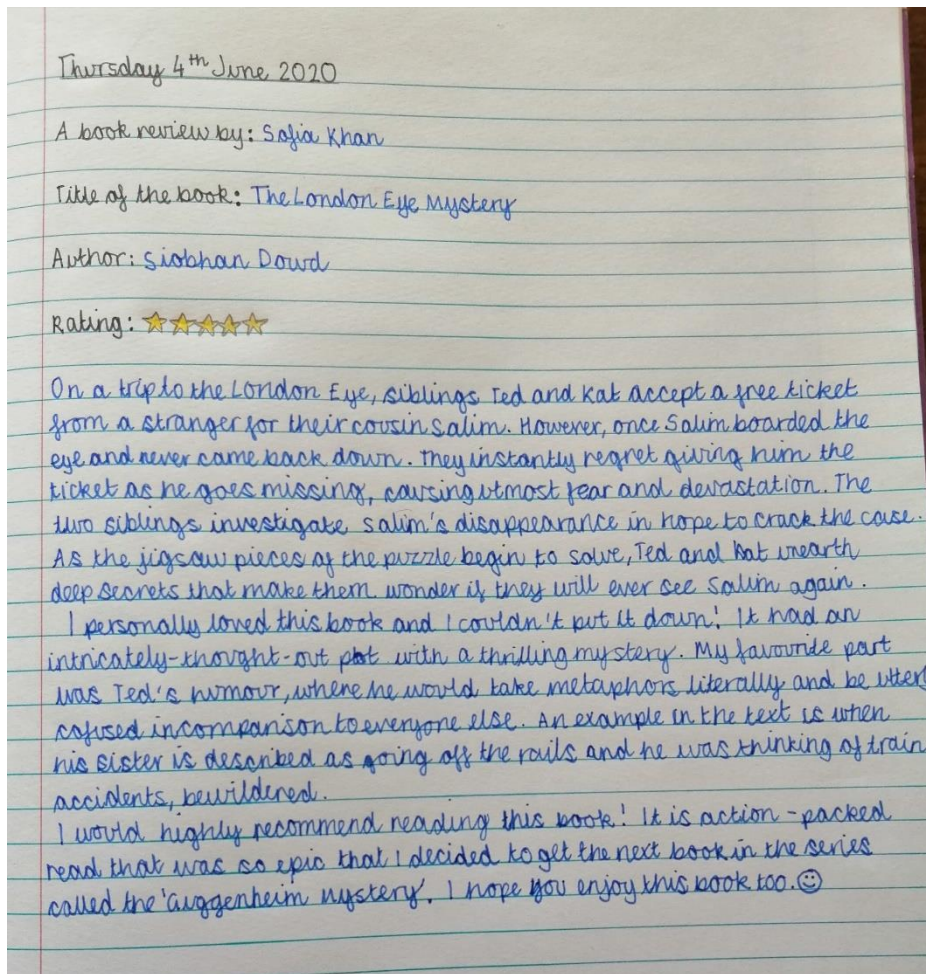 Thursday 4th June 2020
A book review by: Safia Khan
Title of the book: The London Eye Mystery
Author: Siobhan Dowd
Rating:
On a trip to the London Eye, siblings Ted and Kat accept a free ticket
from a stranger for their cousin Salim. However, once Salim boarded the
eye and never came back down. They instantly regret giving him the
ticket as he goes missing, causing utmost fear and devastation. The
two siblings investigate Salim's disappearance in hope to crack the case.
As the jigsaw pieces of the puzzle begin to solve, Ted and Kat unearth
deep secrets that make them wonder if they will ever see Salim again.
I personally loved this book and I couldn't put it down! It had an
intricately-thought-out plot with a thrilling mystery. My favourite part
was Ted's humour, where he would take metaphors literally and be utterl
cofused in comparison to everyone else. An example in the text is when
his sister is described as going off the rails and he was thinking of train
accidents, bewildered.
I would highly recommend reading this book! It is action-packed
read that was so epic that I decided to get the next book in the series
called the 'Guggenheim Mystery'. I hope you enjoy this book too.